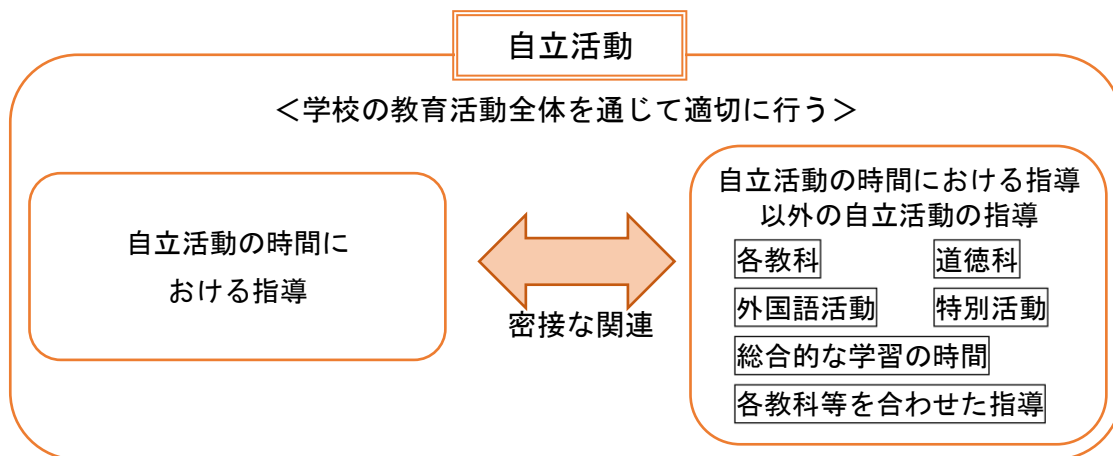 自立活動
＜学校の教育活動全体を通じて適切に行う＞
自立活動の時間に
おける指導
密接な関連
自立活動の時間における指導
以外の自立活動の指導
各教科
道徳科
外国語活動
特別活動
総合的な学習の時間
各教科等を合わせた指導